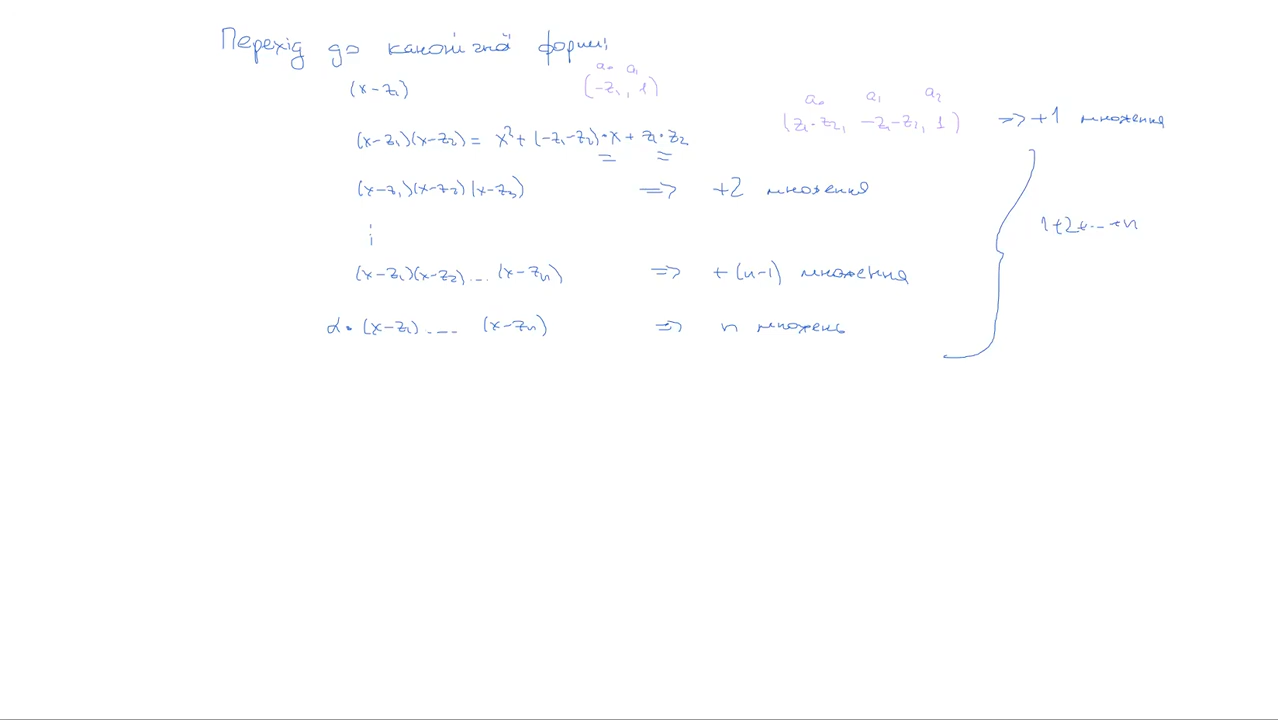 Перехід до канонічної форми
(x-z₁)
a₀ a₁
(-z₁, 1)
a₀ a₁ a₂
(z₁·z₂, -z₁-z₂, 1) => +1 множення
(x-z₁)(x-z₂) = x²+(-z₁-z₂)·x + z₁·z₂
(x-z₁)(x-z₂)(x-z₃) => +2 множення
⋮
(x-z₁)(x-z₂)... (x-zₙ) => +(n-1) множення
α·(x-z₁)... (x-zₙ) => n множень
1+2+...+n